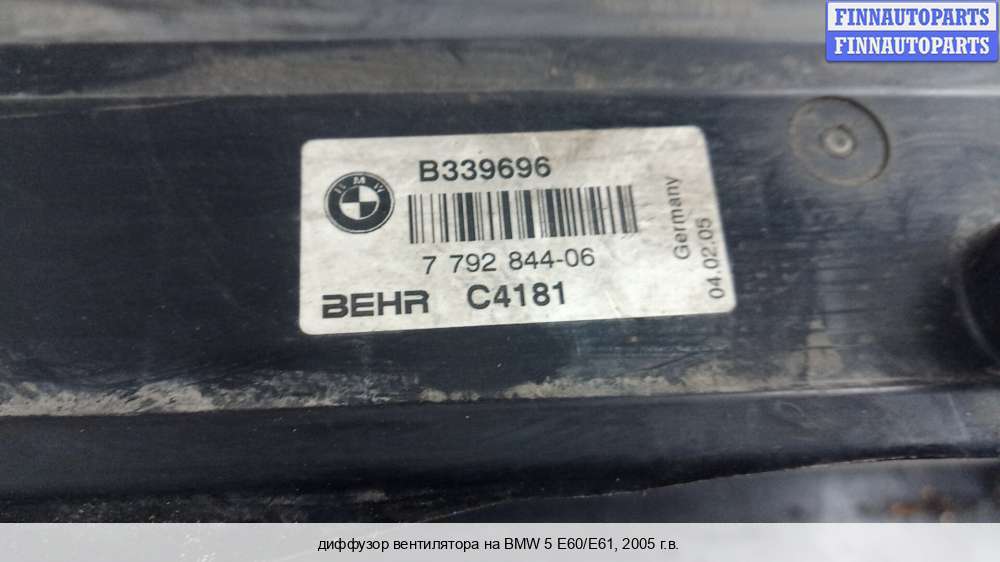 FINNAUTOPARTS
FINNAUTOPARTS
B339696
BMW
7 792 844-06
BEHR C4181
Germany
04.02.05
диффузор вентилятора на BMW 5 E60/E61, 2005 г.в.